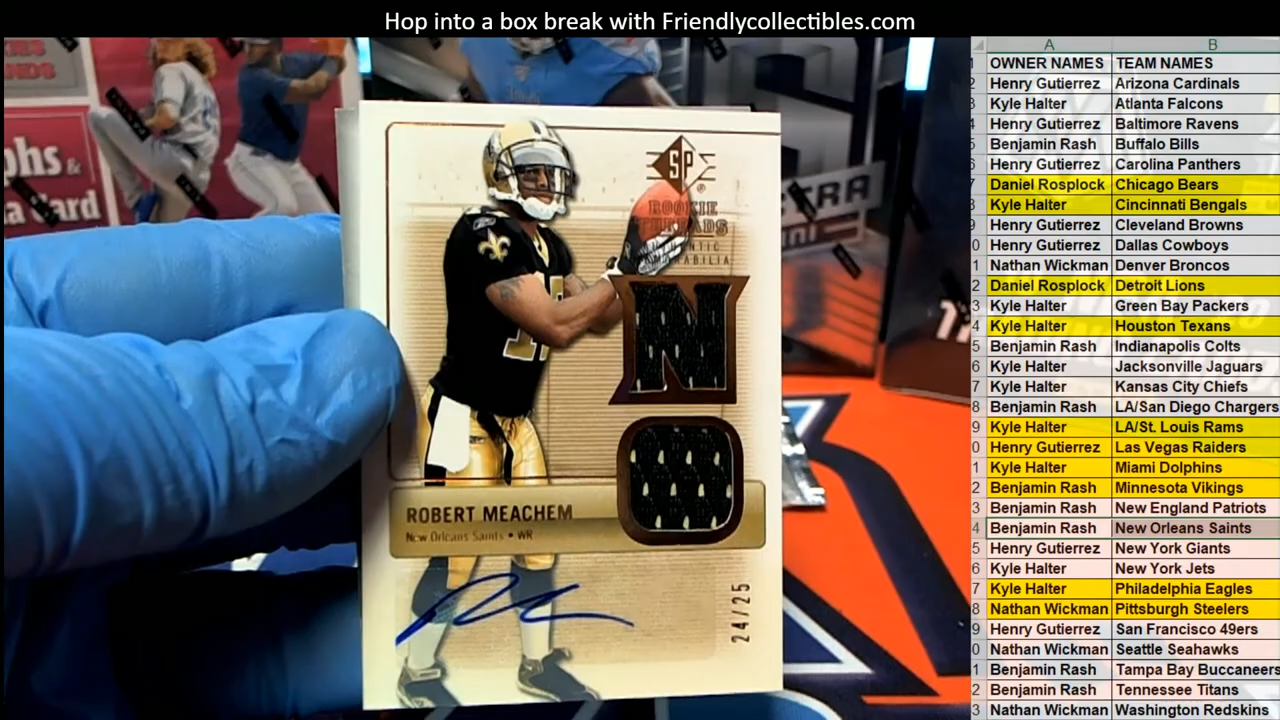 Hop into a box break with Friendlycollectibles.com
phs &
a Card
SP
ROOKIE
THREADS
AUTHENTIC
MEMORABILIA
N
O
ROBERT MEACHEM
New Orleans Saints • WR
24/25
A B
OWNER NAMES TEAM NAMES
Henry Gutierrez Arizona Cardinals
Kyle Halter Atlanta Falcons
Henry Gutierrez Baltimore Ravens
Benjamin Rash Buffalo Bills
Henry Gutierrez Carolina Panthers
Daniel Rosplock Chicago Bears
Kyle Halter Cincinnati Bengals
Henry Gutierrez Cleveland Browns
Henry Gutierrez Dallas Cowboys
Nathan Wickman Denver Broncos
Daniel Rosplock Detroit Lions
Kyle Halter Green Bay Packers
Kyle Halter Houston Texans
Benjamin Rash Indianapolis Colts
Kyle Halter Jacksonville Jaguars
Kyle Halter Kansas City Chiefs
Benjamin Rash LA/San Diego Chargers
Kyle Halter LA/St. Louis Rams
Henry Gutierrez Las Vegas Raiders
Kyle Halter Miami Dolphins
Benjamin Rash Minnesota Vikings
Benjamin Rash New England Patriots
Benjamin Rash New Orleans Saints
Henry Gutierrez New York Giants
Kyle Halter New York Jets
Kyle Halter Philadelphia Eagles
Nathan Wickman Pittsburgh Steelers
Henry Gutierrez San Francisco 49ers
Nathan Wickman Seattle Seahawks
Benjamin Rash Tampa Bay Buccaneers
Benjamin Rash Tennessee Titans
Nathan Wickman Washington Redskins